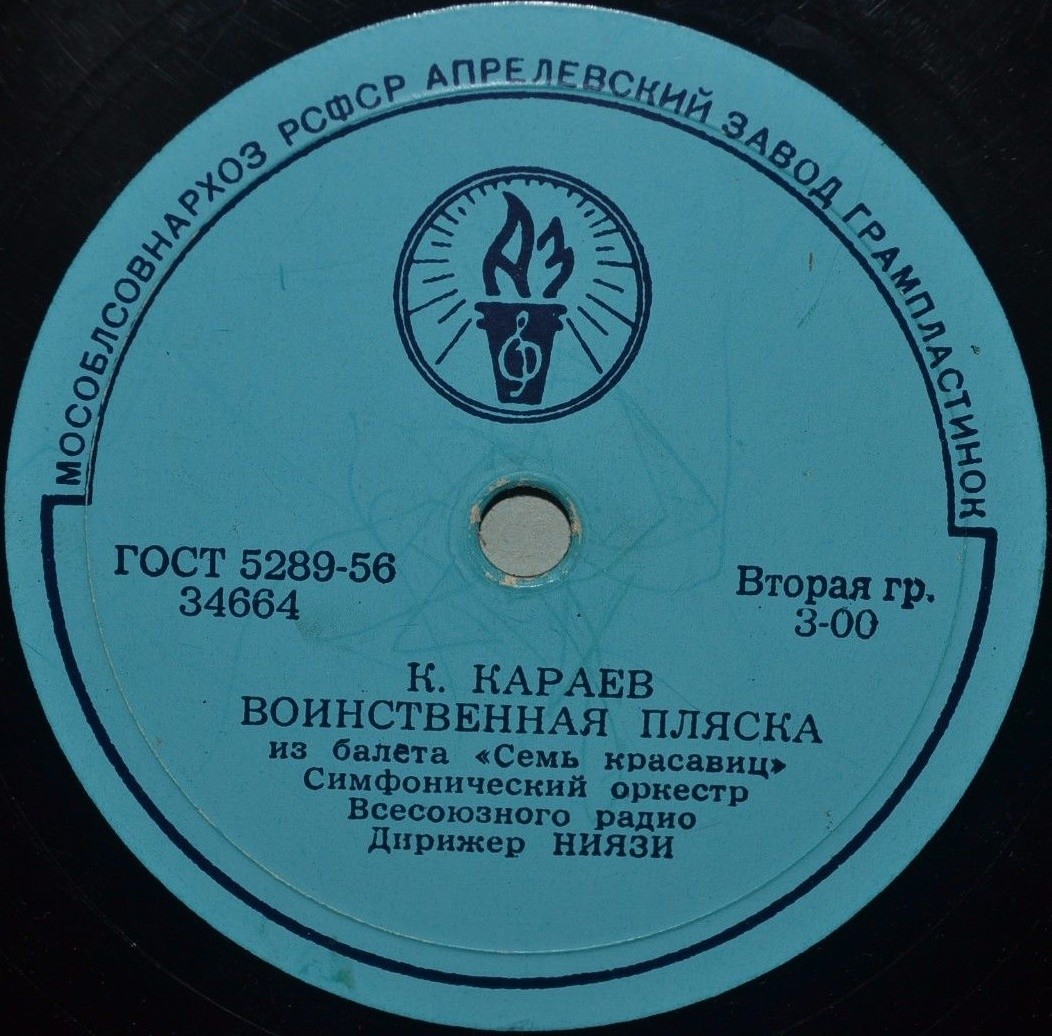 МОСОБЛСОВНАРХОЗ РСФСР АПРЕЛЕВСКИЙ ЗАВОД ГРАМПЛАСТИНОК
АЗ
ГОСТ 5289-56
34664
Вторая гр.
3-00
К. КАРАЕВ
ВОИНСТВЕННАЯ ПЛЯСКА
из балета «Семь красавиц»
Симфонический оркестр
Всесоюзного радио
Дирижер НИЯЗИ